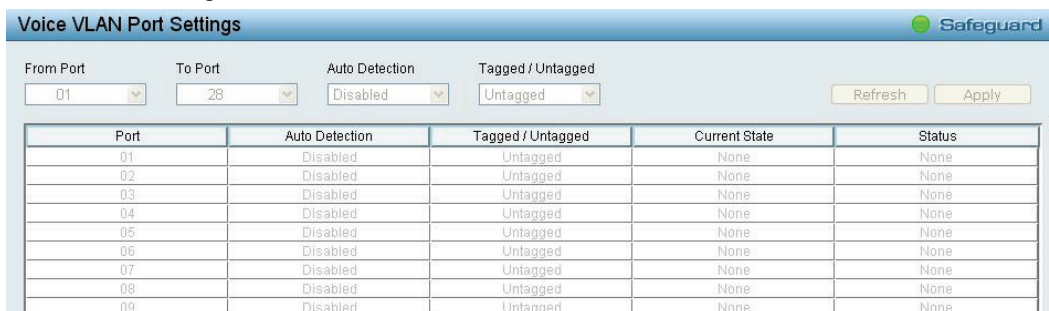 Voice VLAN Port Settings Safeguard
From Port To Port Auto Detection Tagged / Untagged
01 28 Disabled Untagged Refresh Apply
Port Auto Detection Tagged / Untagged Current State Status
01 Disabled Untagged None None
02 Disabled Untagged None None
03 Disabled Untagged None None
04 Disabled Untagged None None
05 Disabled Untagged None None
06 Disabled Untagged None None
07 Disabled Untagged None None
08 Disabled Untagged None None
09 Disabled Untagged None None